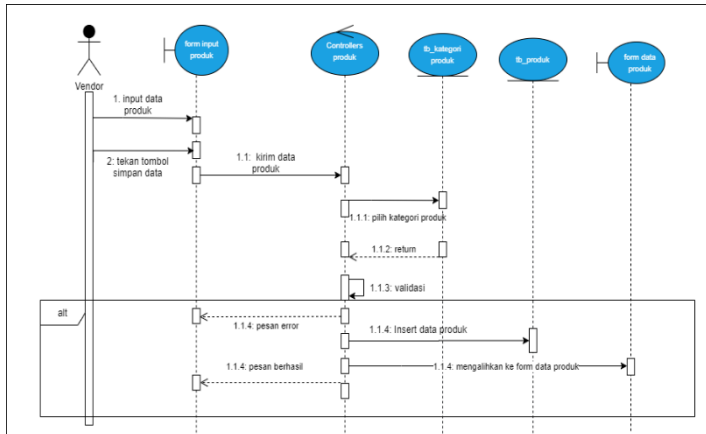 form input
produk
Controllers
produk
tb_kategori
produk
tb_produk
form data
produk
Vendor
1. input data
produk
2: tekan tombol
simpan data
1.1: kirim data
produk
1.1.1: pilih kategori produk
1.1.2: return
1.1.3: validasi
alt
1.1.4: pesan error
1.1.4: Insert data produk
1.1.4: pesan berhasil
1.1.4: mengalihkan ke form data produk